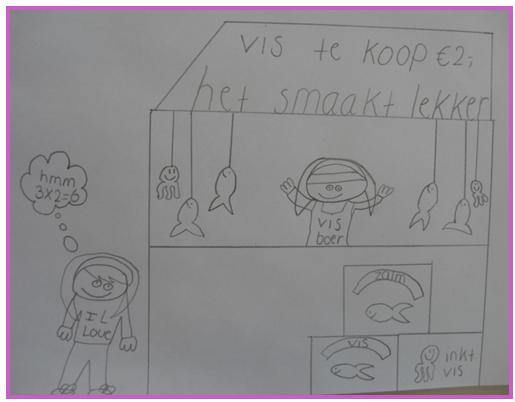 vis te koop €2,-
het smaakt lekker
hmm
3x2=6
vis
boer
I L
Love
zalm
vis
inkt
vis